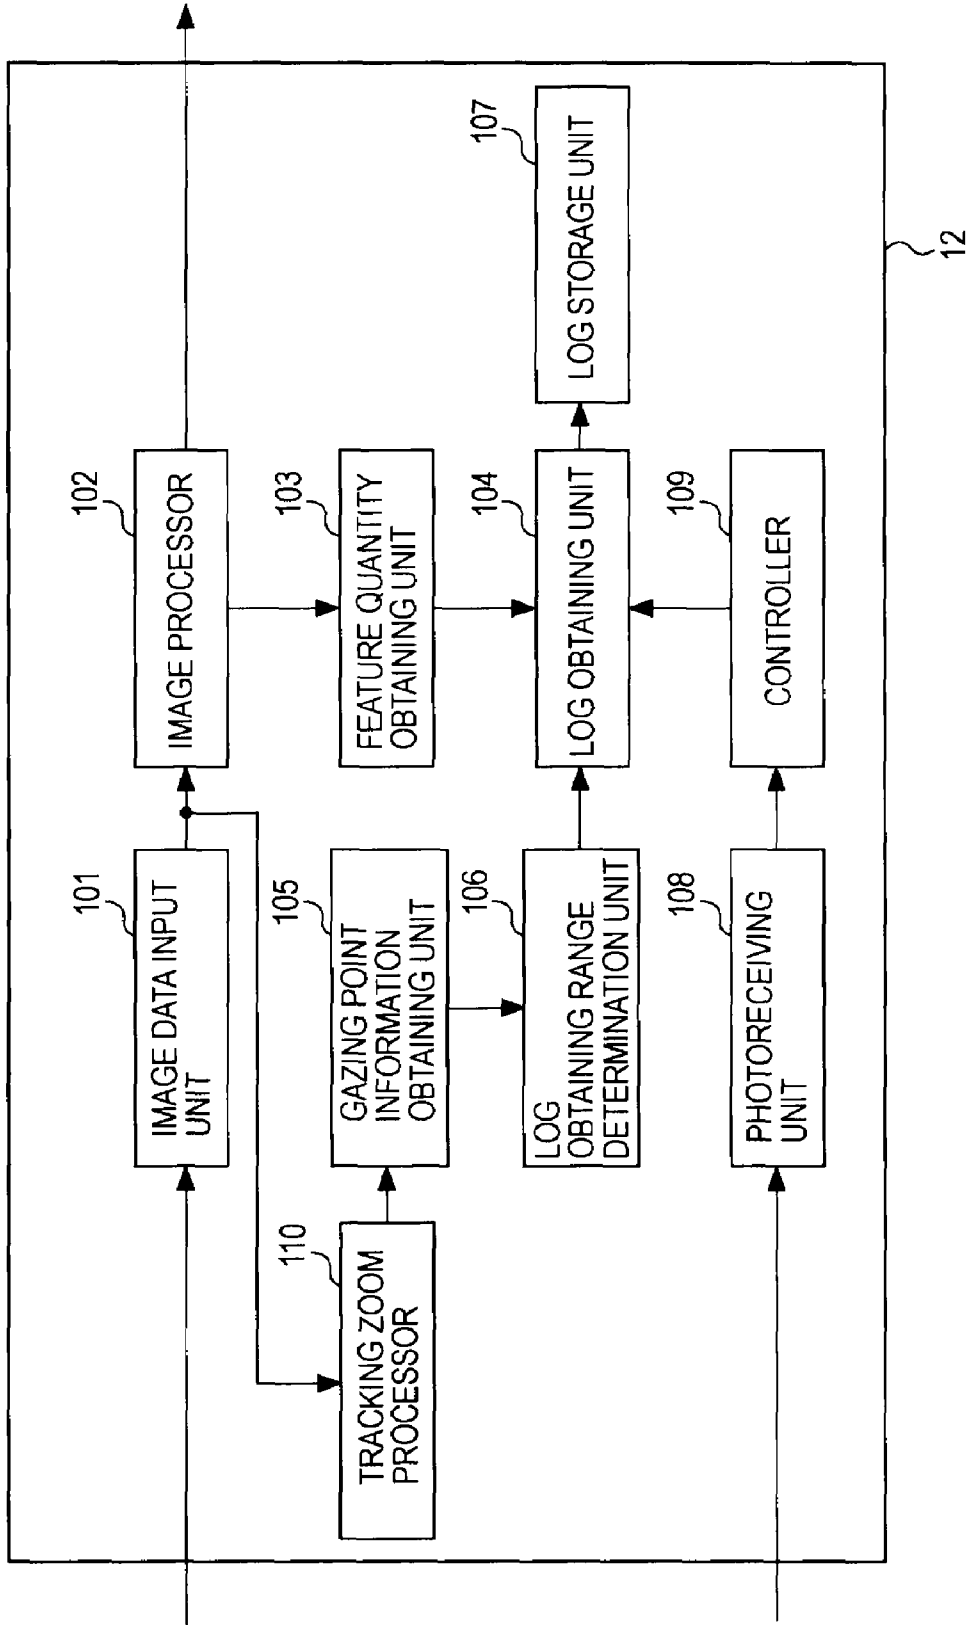 101
IMAGE DATA INPUT
UNIT
102
IMAGE PROCESSOR
110
TRACKING ZOOM
PROCESSOR
105
GAZING POINT
INFORMATION
OBTAINING UNIT
103
FEATURE QUANTITY
OBTAINING UNIT
106
LOG
OBTAINING RANGE
DETERMINATION UNIT
104
LOG OBTAINING UNIT
107
LOG STORAGE UNIT
108
PHOTORECEIVING
UNIT
109
CONTROLLER
12